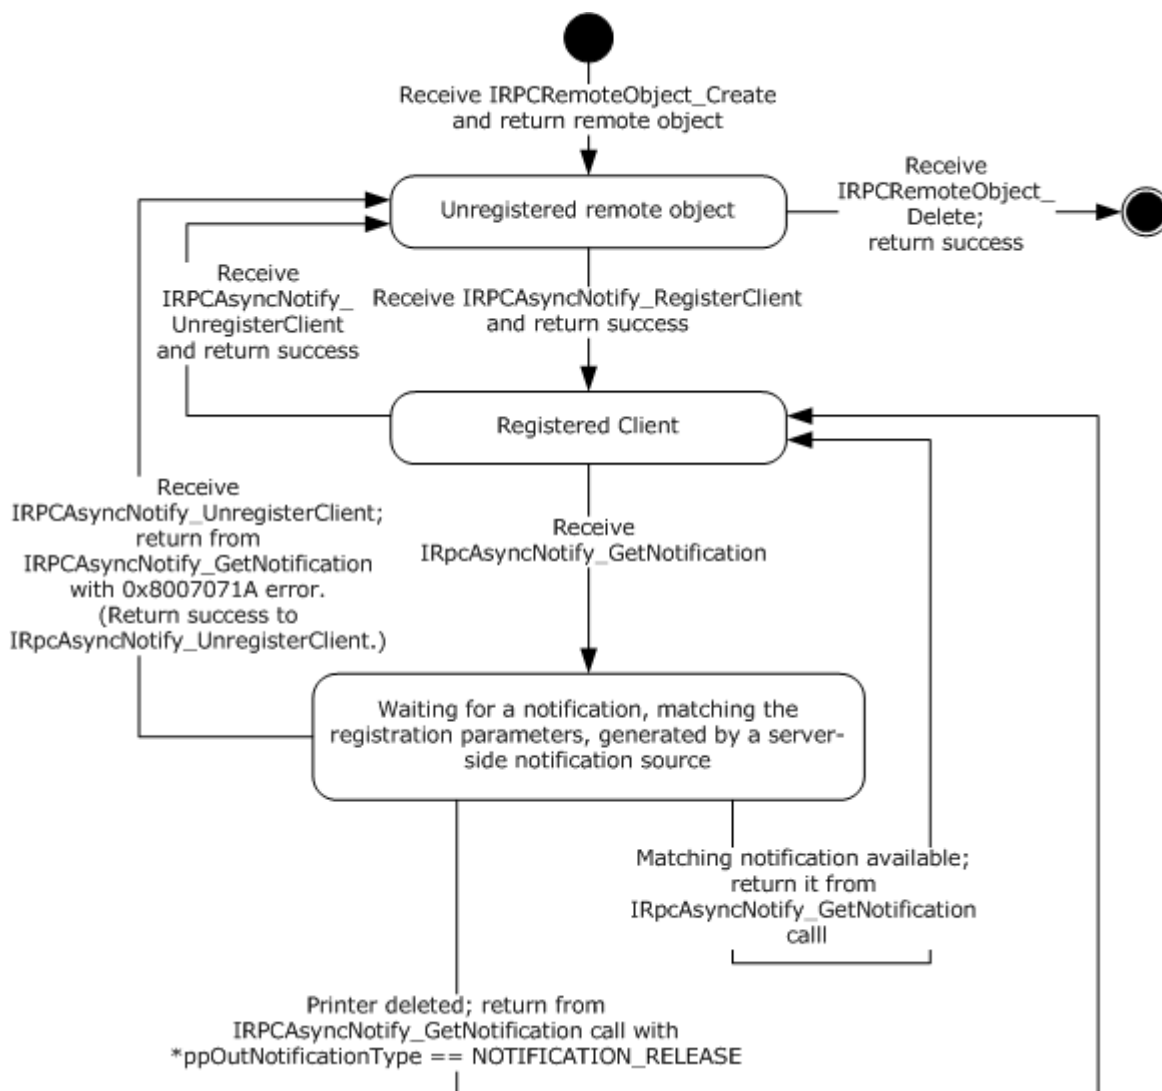 Receive IRPCRemoteObject_Create
and return remote object
Unregistered remote object
Receive
IRPCRemoteObject_
Delete;
return success
Receive
IRPCAsyncNotify_
UnregisterClient
and return success
Receive IRPCAsyncNotify_RegisterClient
and return success
Registered Client
Receive
IRPCAsyncNotify_UnregisterClient;
return from
IRPCAsyncNotify_GetNotification
with 0x8007071A error.
(Return success to
IRpcAsyncNotify_UnregisterClient.)
Receive
IRpcAsyncNotify_GetNotification
Waiting for a notification, matching the
registration parameters, generated by a server-
side notification source
Matching notification available;
return it from
IRpcAsyncNotify_GetNotification
calll
Printer deleted; return from
IRPCAsyncNotify_GetNotification call with
*ppOutNotificationType == NOTIFICATION_RELEASE